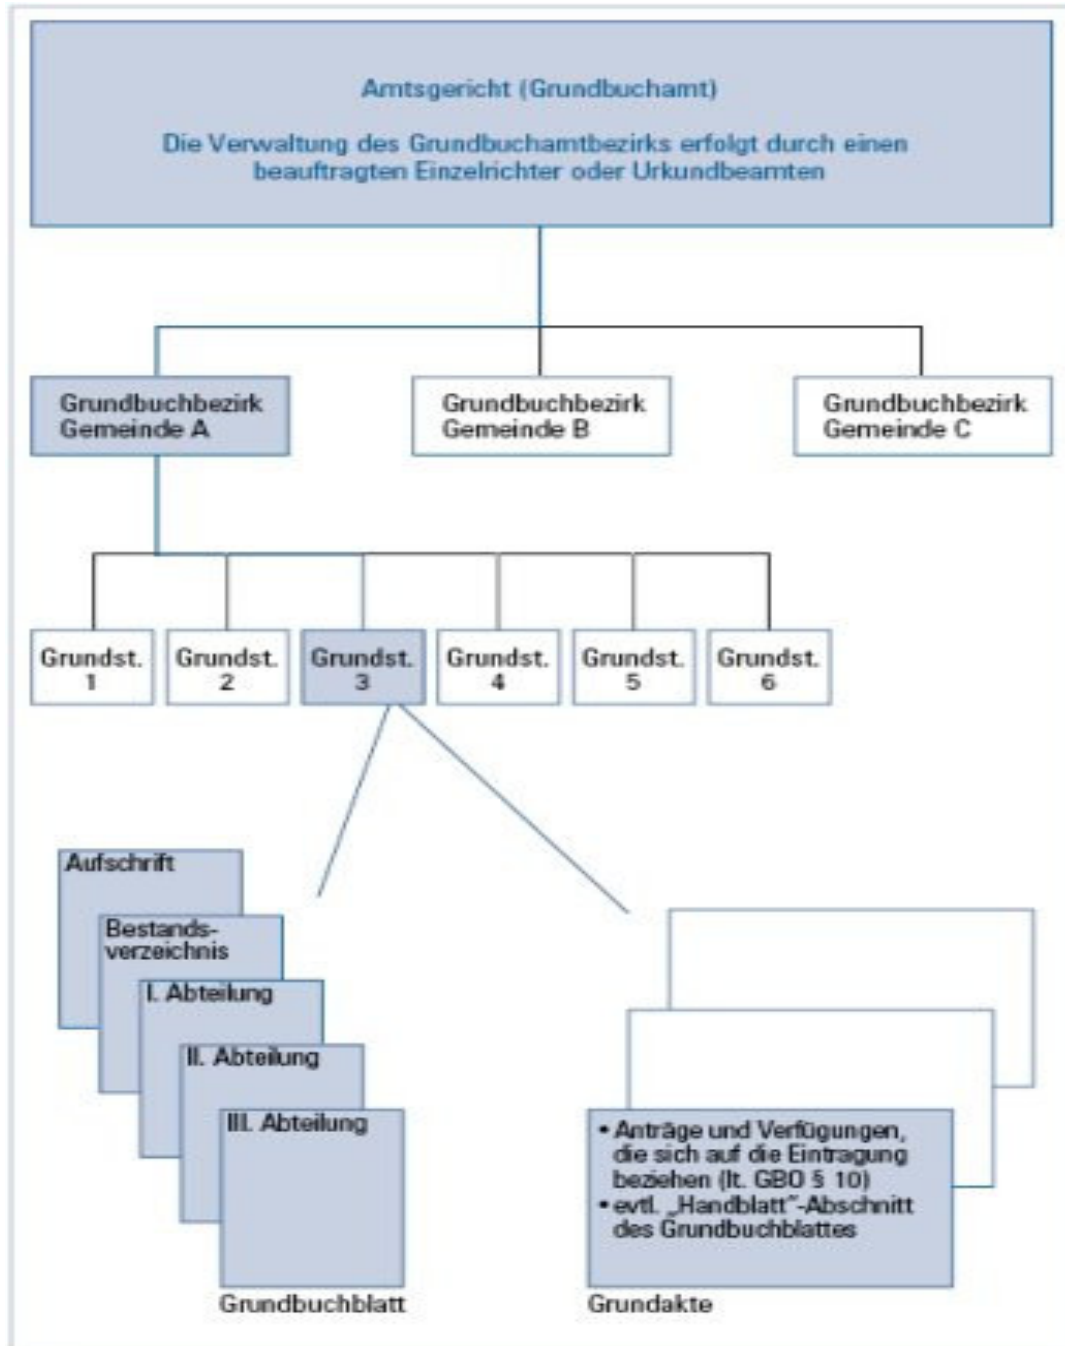 Amtsgericht (Grundbuchamt)
Die Verwaltung des Grundbuchamtbezirks erfolgt durch einen
beauftragten Einzelrichter oder Urkundbeamten
Grundbuchbezirk
Gemeinde A
Grundbuchbezirk
Gemeinde B
Grundbuchbezirk
Gemeinde C
Grundst.
1
Grundst.
2
Grundst.
3
Grundst.
4
Grundst.
5
Grundst.
6
Aufschrift
Bestands-
verzeichnis
I. Abteilung
II. Abteilung
III. Abteilung
Grundbuchblatt
• Anträge und Verfügungen,
die sich auf die Eintragung
beziehen (lt. GBO § 10)
• evtl. „Handblatt"-Abschnitt
des Grundbuchblattes
Grundakte